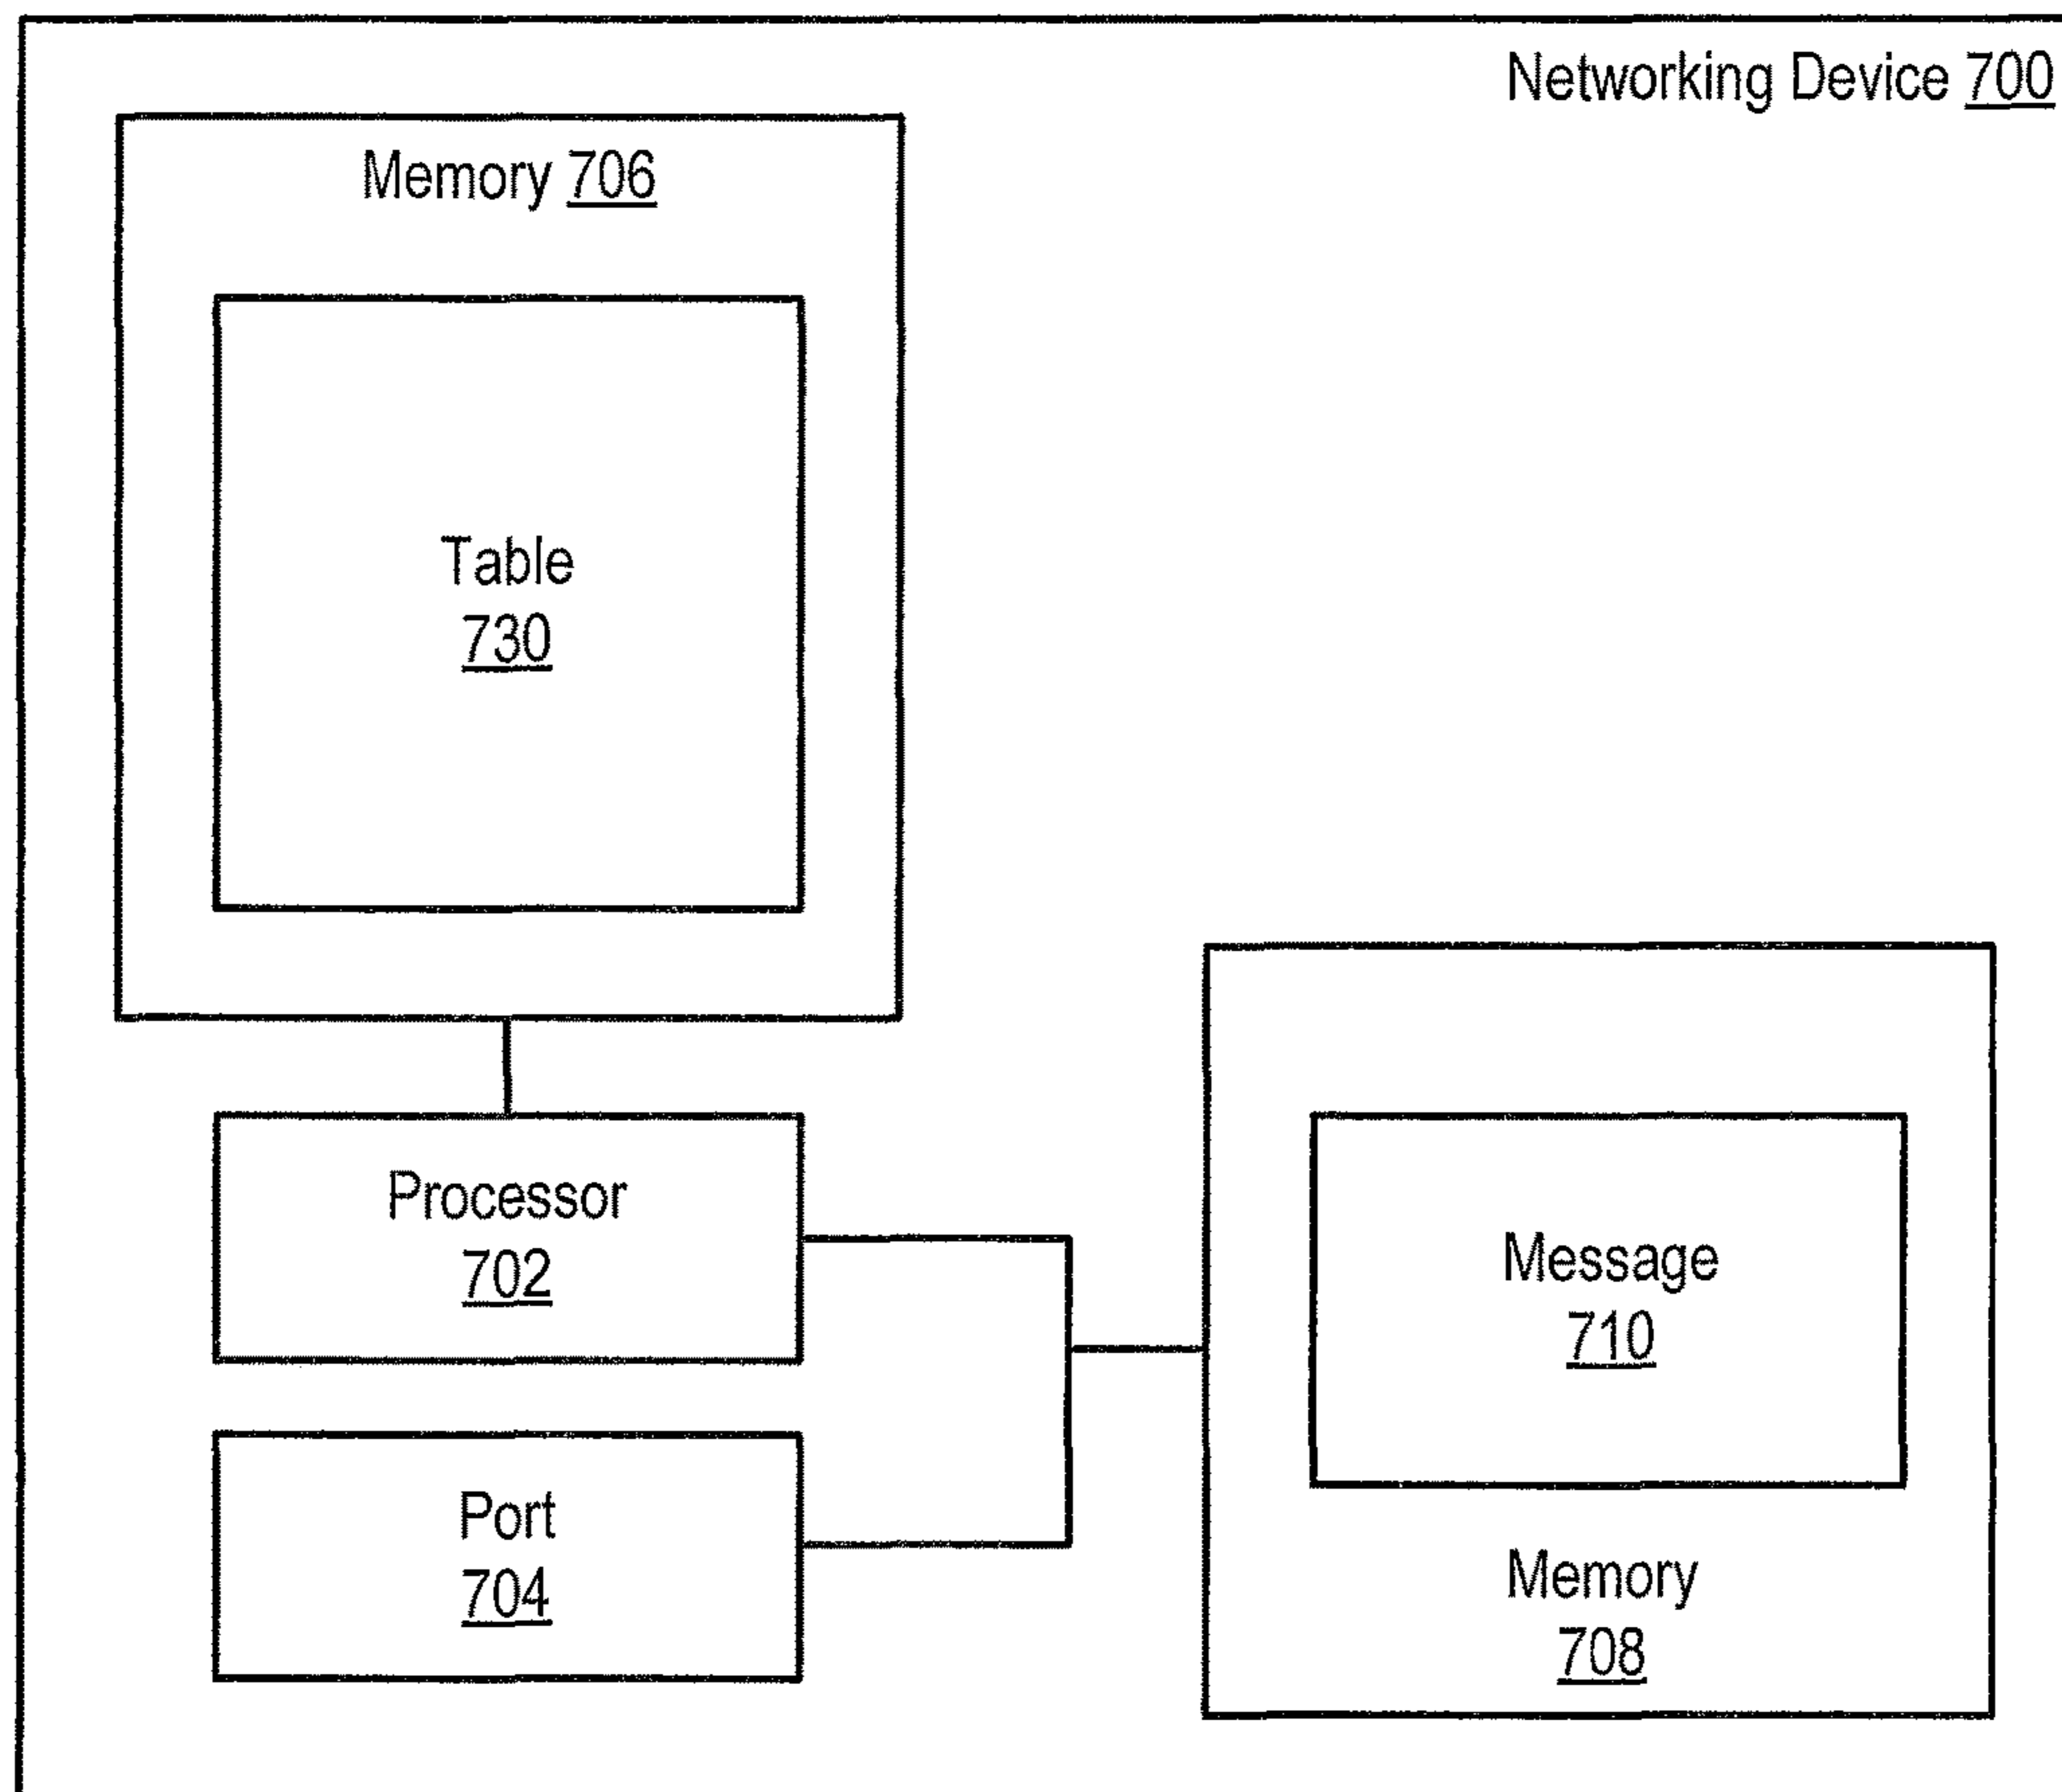 Networking Device 700
Memory 706
Table
730
Processor
702
Message
710
Port
704
Memory
708